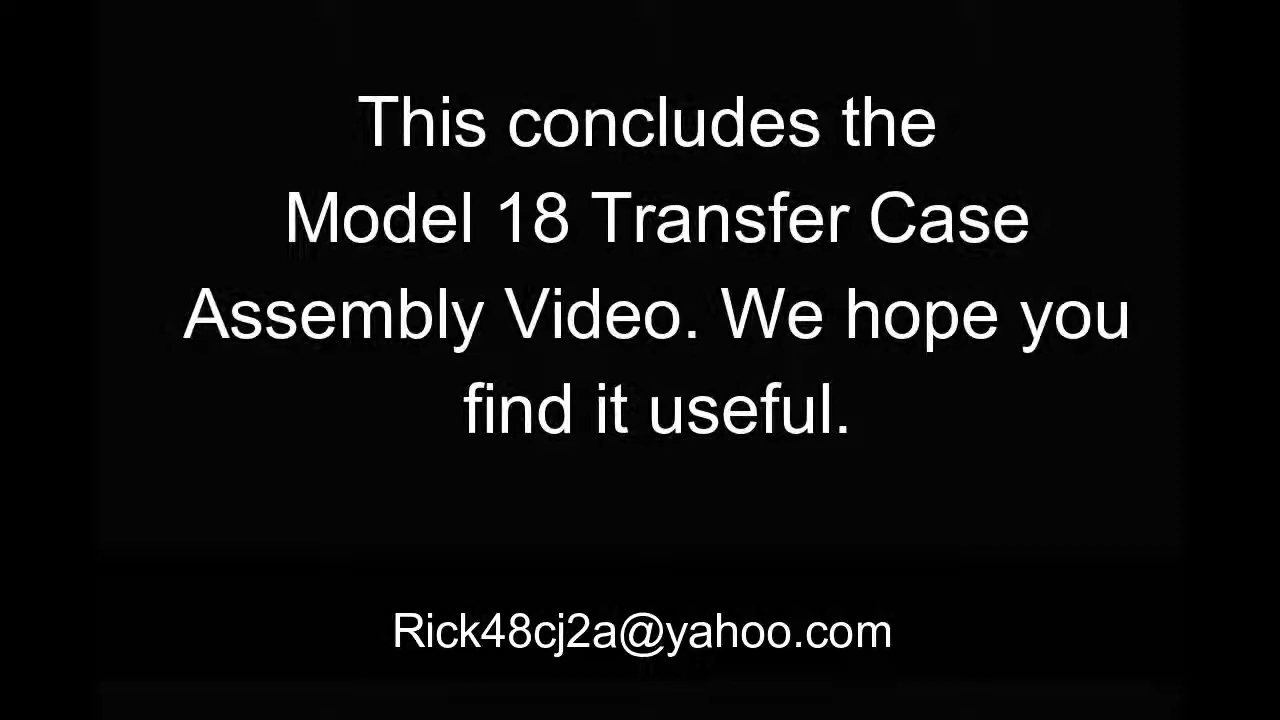 This concludes the
Model 18 Transfer Case
Assembly Video. We hope you
find it useful.
Rick48cj2a@yahoo.com